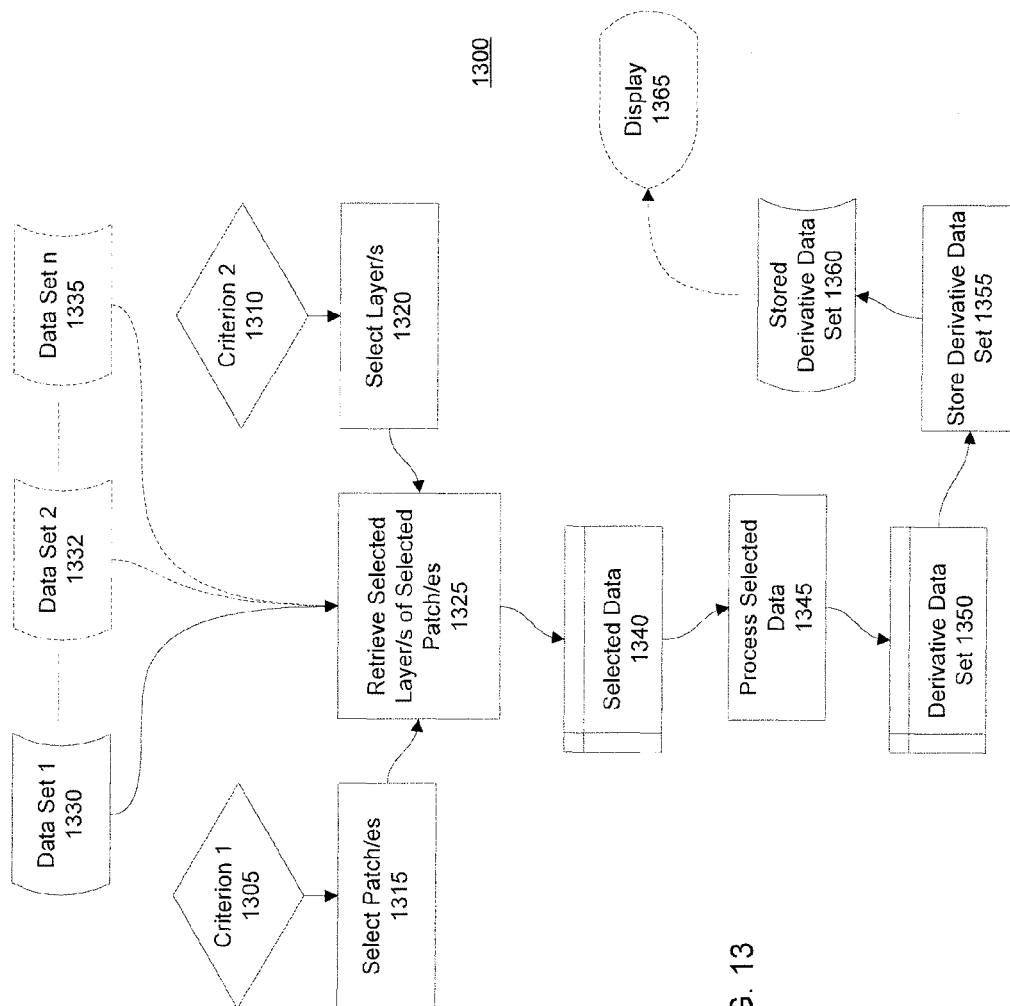 Data Set 1
1330
Data Set 2
1332
Data Set n
1335
Criterion 1
1305
Criterion 2
1310
1300
Select Patch/es
1315
Retrieve Selected
Layer/s of Selected
Patch/es
1325
Select Layer/s
1320
Selected Data
1340
Process Selected
Data
1345
Derivative Data
Set 1350
Store Derivative Data
Set 1355
Stored
Derivative Data
Set 1360
Display
1365
G. 13